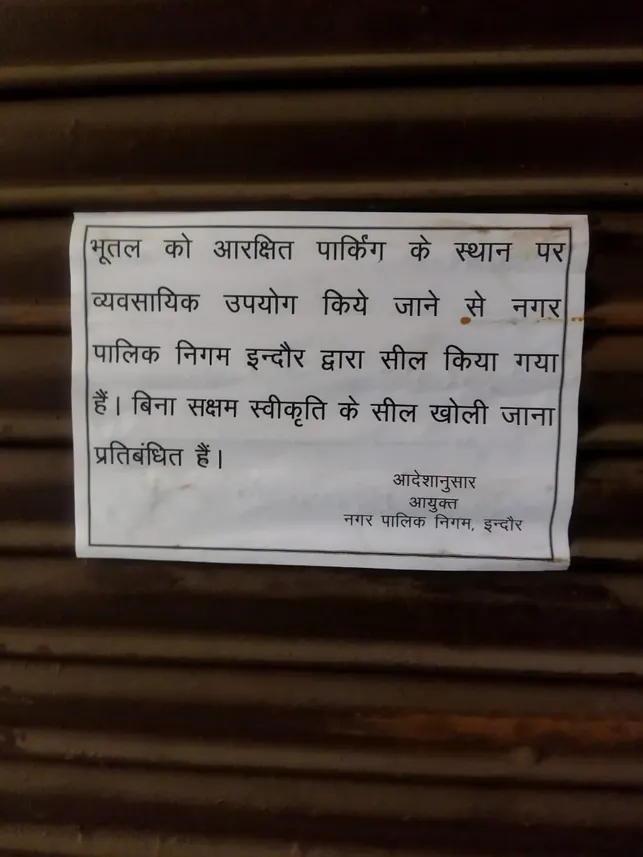 भूतल को आरक्षित पार्किंग के स्थान पर
व्यवसायिक उपयोग किये जाने से नगर
पालिक निगम इन्दौर द्वारा सील किया गया
हैं। बिना सक्षम स्वीकृति के सील खोली जाना
प्रतिबंधित हैं।
आदेशानुसार
आयुक्त
नगर पालिक निगम, इन्दौर